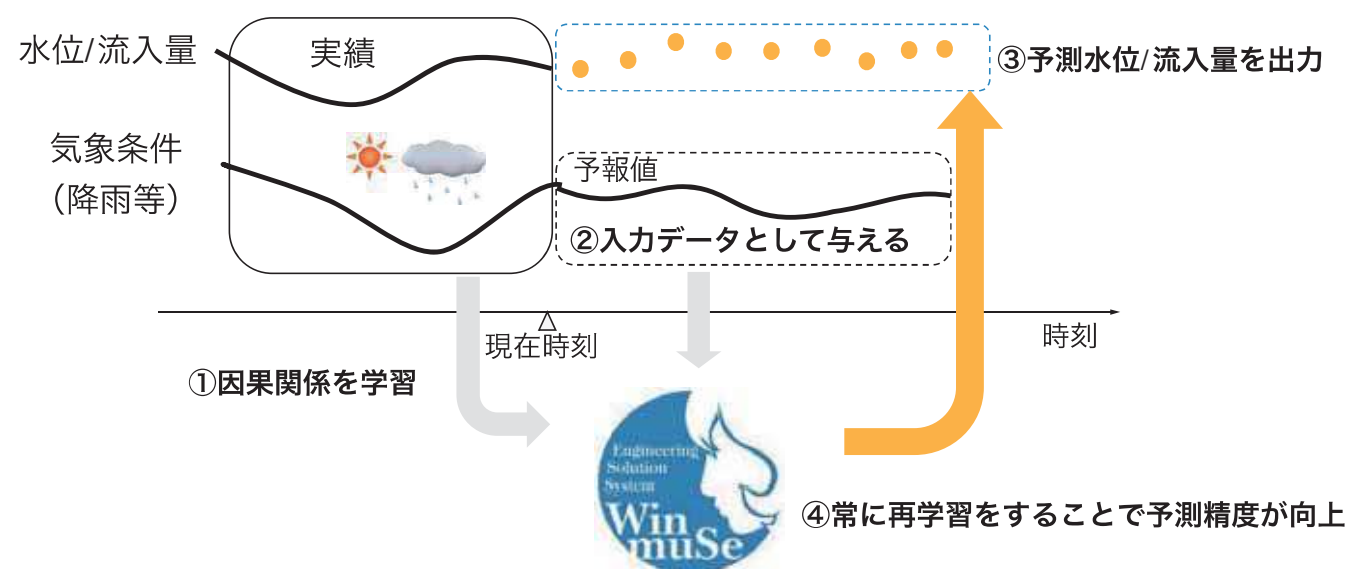 水位/流入量
実績
③予測水位/流入量を出力
気象条件
（降雨等）
予報値
②入力データとして与える
現在時刻
時刻
①因果関係を学習
Engineering
Solution
System
Win
muSe
④常に再学習をすることで予測精度が向上